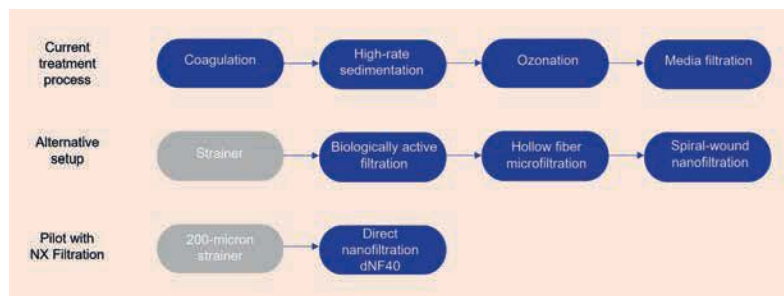 Current
treatment
process
Coagulation
High-rate
sedimentation
Ozonation
Media filtration
Alternative
setup
Strainer
Biologically active
filtration
Hollow fiber
microfiltration
Spiral-wound
nanofiltration
Pilot with
NX Filtration
200-micron
strainer
Direct
nanofiltration
dNF40